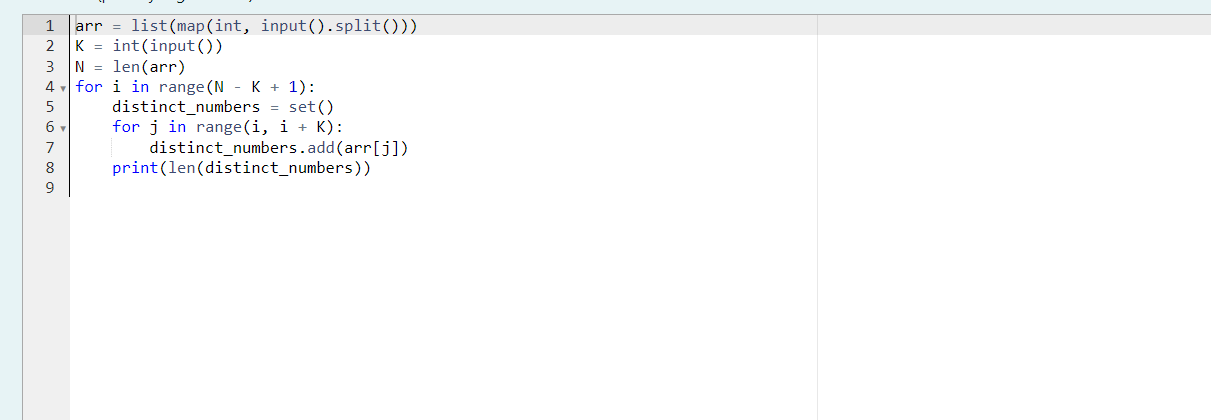 1 arr = list(map(int, input().split()))
2 K = int(input())
3 N = len(arr)
4 for i in range(N - K + 1):
5     distinct_numbers = set()
6     for j in range(i, i + K):
7         distinct_numbers.add(arr[j])
8     print(len(distinct_numbers))
9